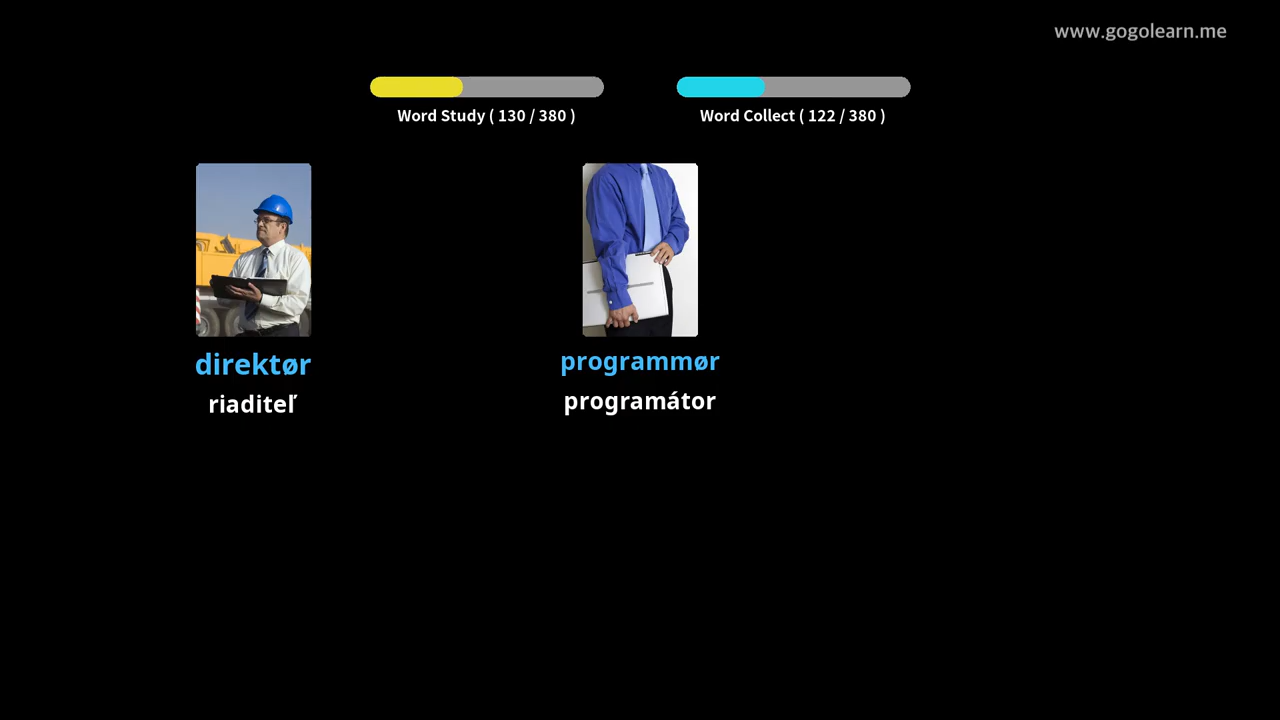 www.gogolearn.me
Word Study ( 130 / 380 )
Word Collect ( 122 / 380 )
direktør
riaditeľ
programmør
programátor